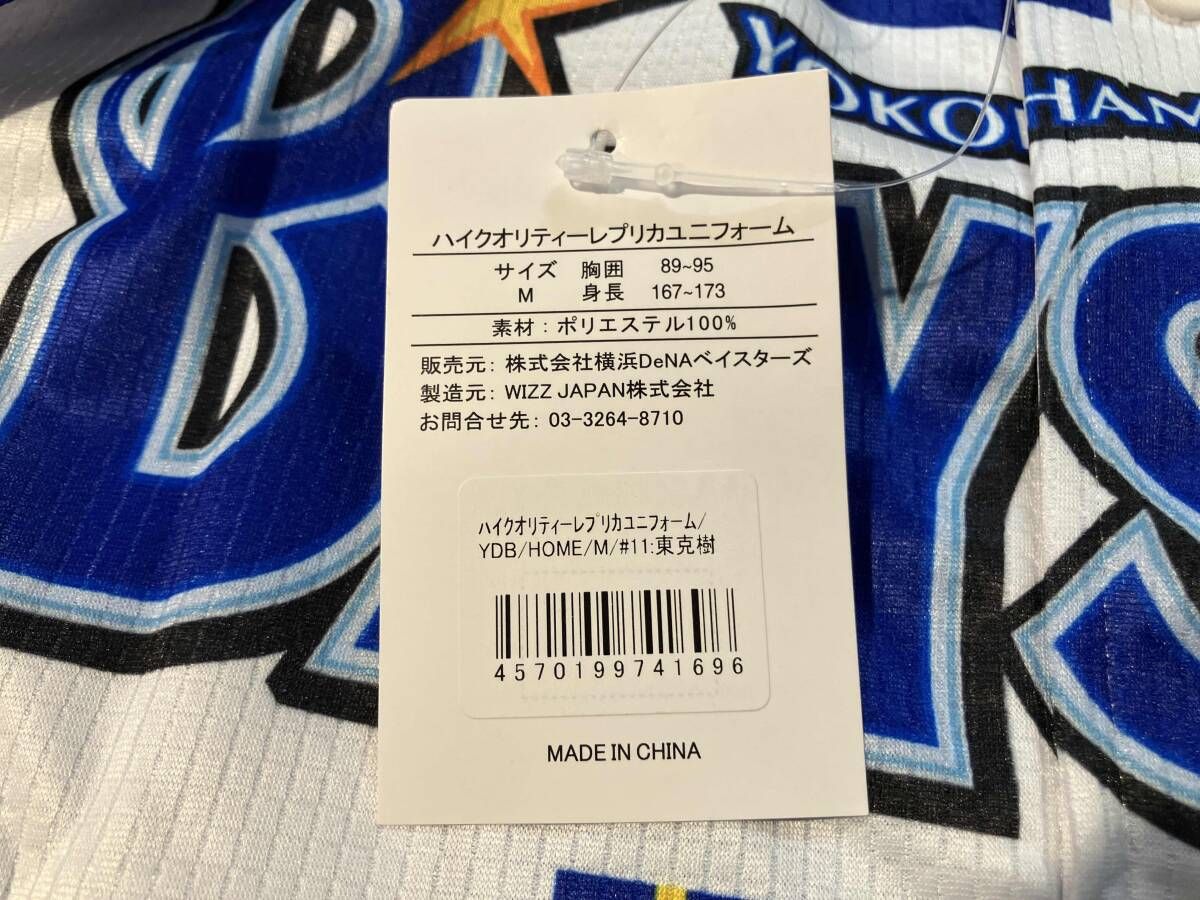 YOKOHAM
BAYS
ハイクオリティーレプリカユニフォーム
サイズ 胸囲 89~95
M 身長 167~173
素材：ポリエステル100%
販売元：株式会社横浜DeNAベイスターズ
製造元：WIZZ JAPAN株式会社
お問合せ先：03-3264-8710
ﾊｲｸｵﾘﾃｨｰﾚﾌﾟﾘｶﾕﾆﾌｫｰﾑ/
YDB/HOME/M/#11:東克樹
4570199741696
MADE IN CHINA